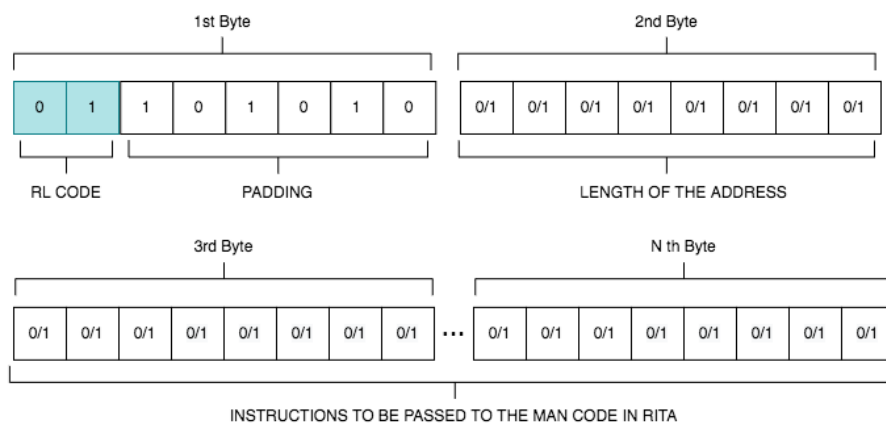 1st Byte 2nd Byte
0 1 1 0 1 0 1 0 0/1 0/1 0/1 0/1 0/1 0/1 0/1 0/1
RL CODE PADDING LENGTH OF THE ADDRESS
3rd Byte N th Byte
0/1 0/1 0/1 0/1 0/1 0/1 0/1 0/1 ... 0/1 0/1 0/1 0/1 0/1 0/1 0/1 0/1
INSTRUCTIONS TO BE PASSED TO THE MAN CODE IN RITA